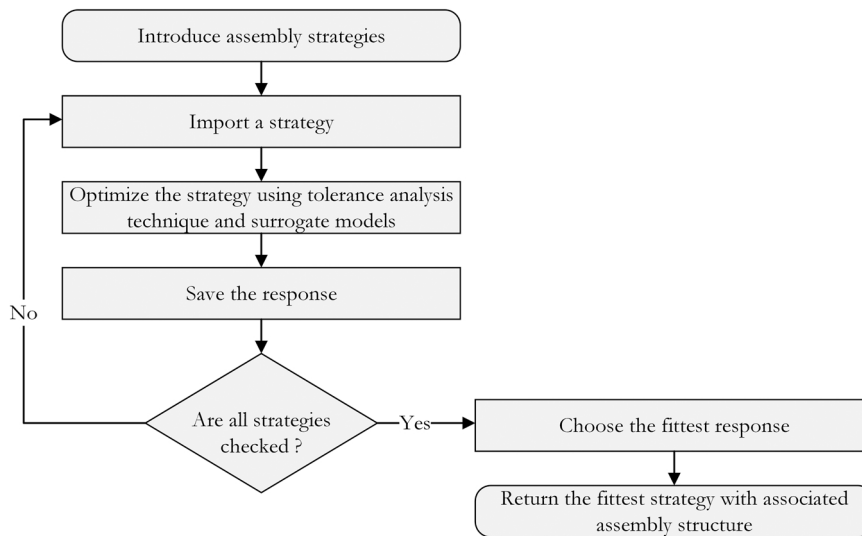 Introduce assembly strategies
Import a strategy
Optimize the strategy using tolerance analysis
technique and surrogate models
Save the response
No
Are all strategies
checked ?
Yes
Choose the fittest response
Return the fittest strategy with associated
assembly structure